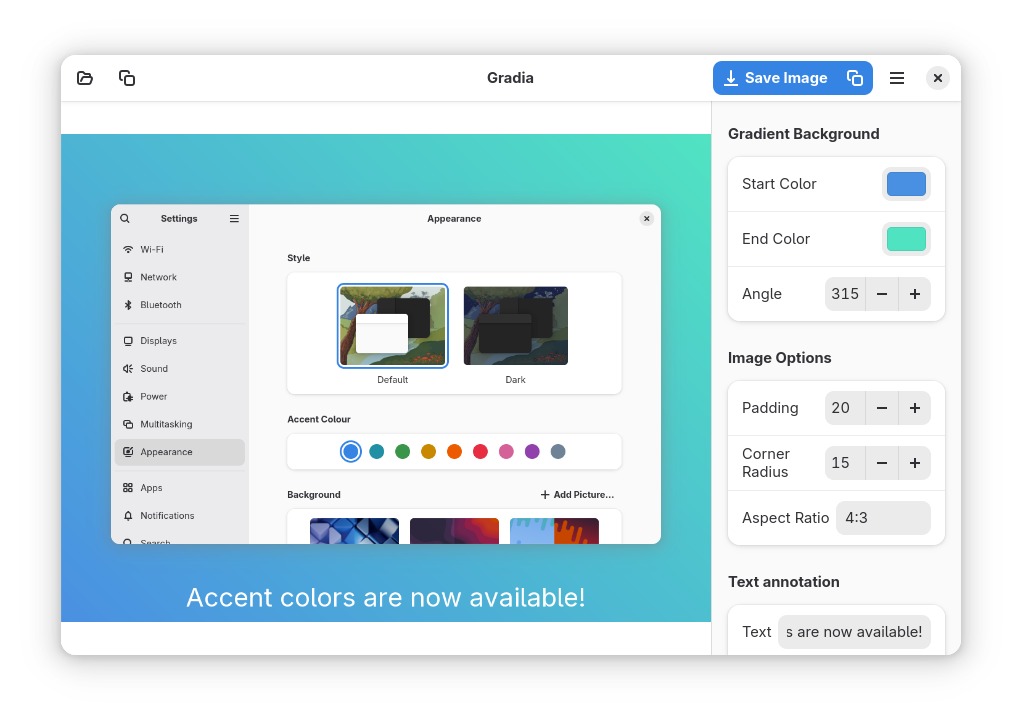 Gradia
Save Image
Settings
Wi-Fi
Network
Bluetooth
Displays
Sound
Power
Multitasking
Appearance
Apps
Notifications
Search
Appearance
Style
Default
Dark
Accent Colour
Background
Add Picture...
Accent colors are now available!
Gradient Background
Start Color
End Color
Angle 315
Image Options
Padding 20
Corner
Radius 15
Aspect Ratio 4:3
Text annotation
Text s are now available!